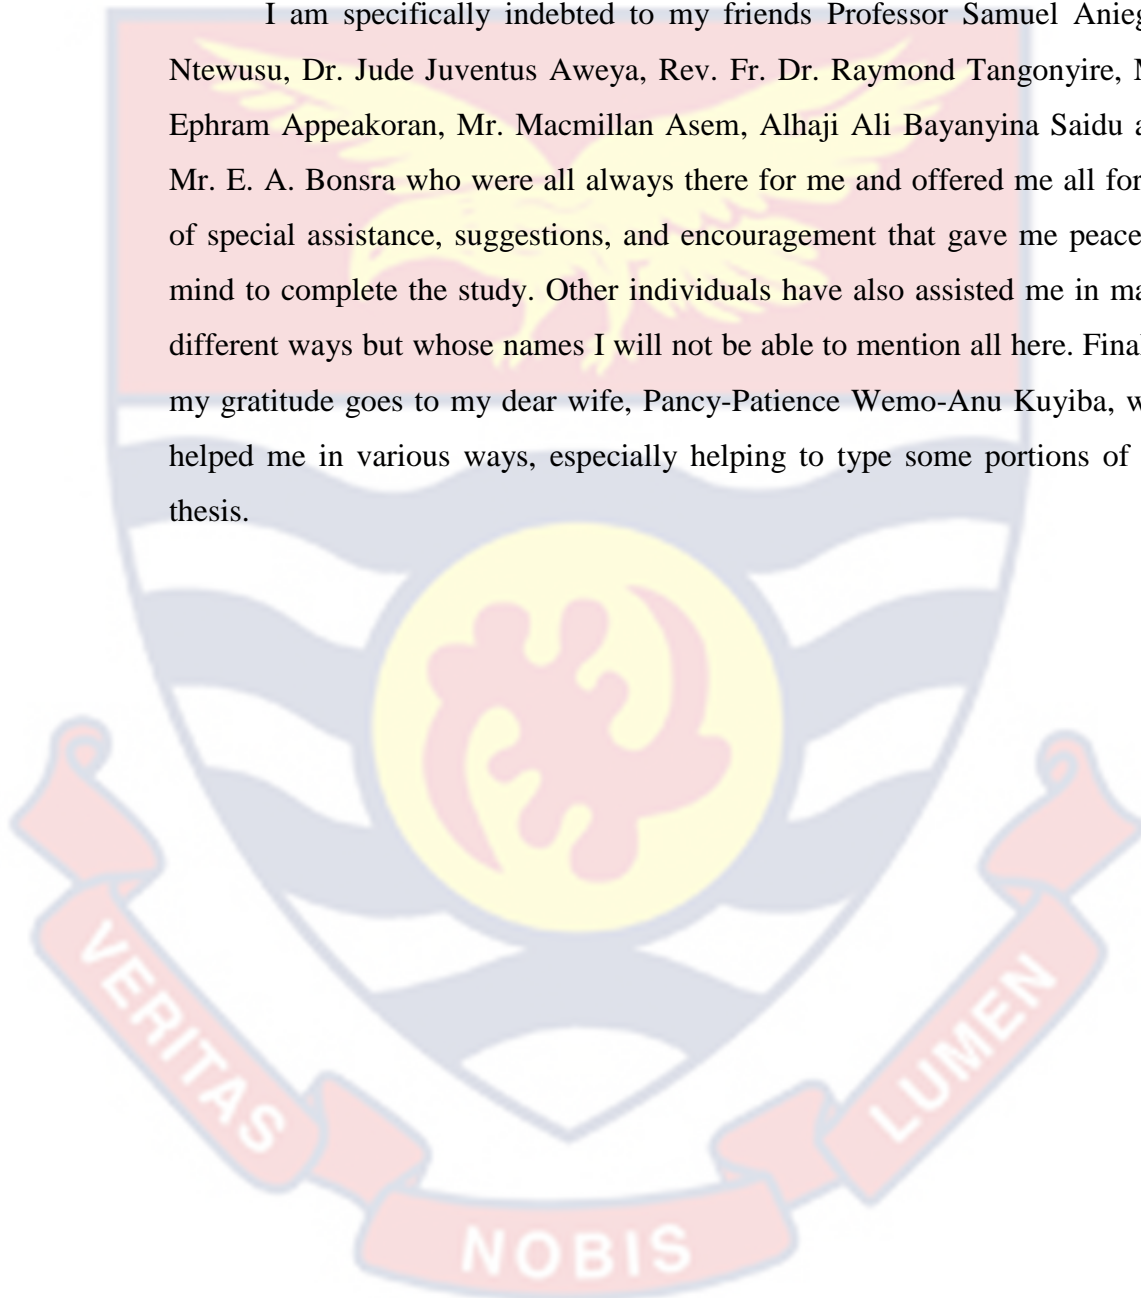 I am specifically indebted to my friends Professor Samuel Anieg
Ntewusu, Dr. Jude Juventus Aweya, Rev. Fr. Dr. Raymond Tangonyire, M
Ephram Appeakoran, Mr. Macmillan Asem, Alhaji Ali Bayanyina Saidu a
Mr. E. A. Bonsra who were all always there for me and offered me all for
of special assistance, suggestions, and encouragement that gave me peace
mind to complete the study. Other individuals have also assisted me in ma
different ways but whose names I will not be able to mention all here. Final
my gratitude goes to my dear wife, Pancy-Patience Wemo-Anu Kuyiba, w
helped me in various ways, especially helping to type some portions of
thesis.
VERITAS
NOBIS
LUMEN